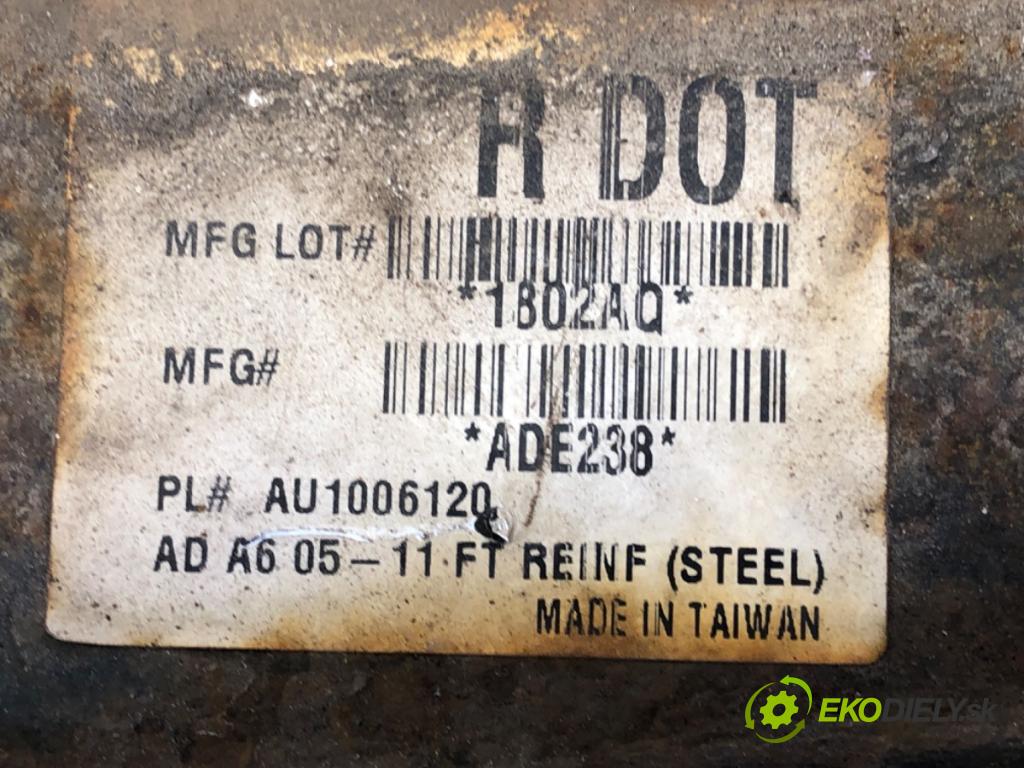 R DOT
MFG LOT#
*1802AQ*
MFG#
*ADE238*
PL# AU1006120
AD A6 05-11 FT REINF (STEEL)
MADE IN TAIWAN
EKODIELY.sk